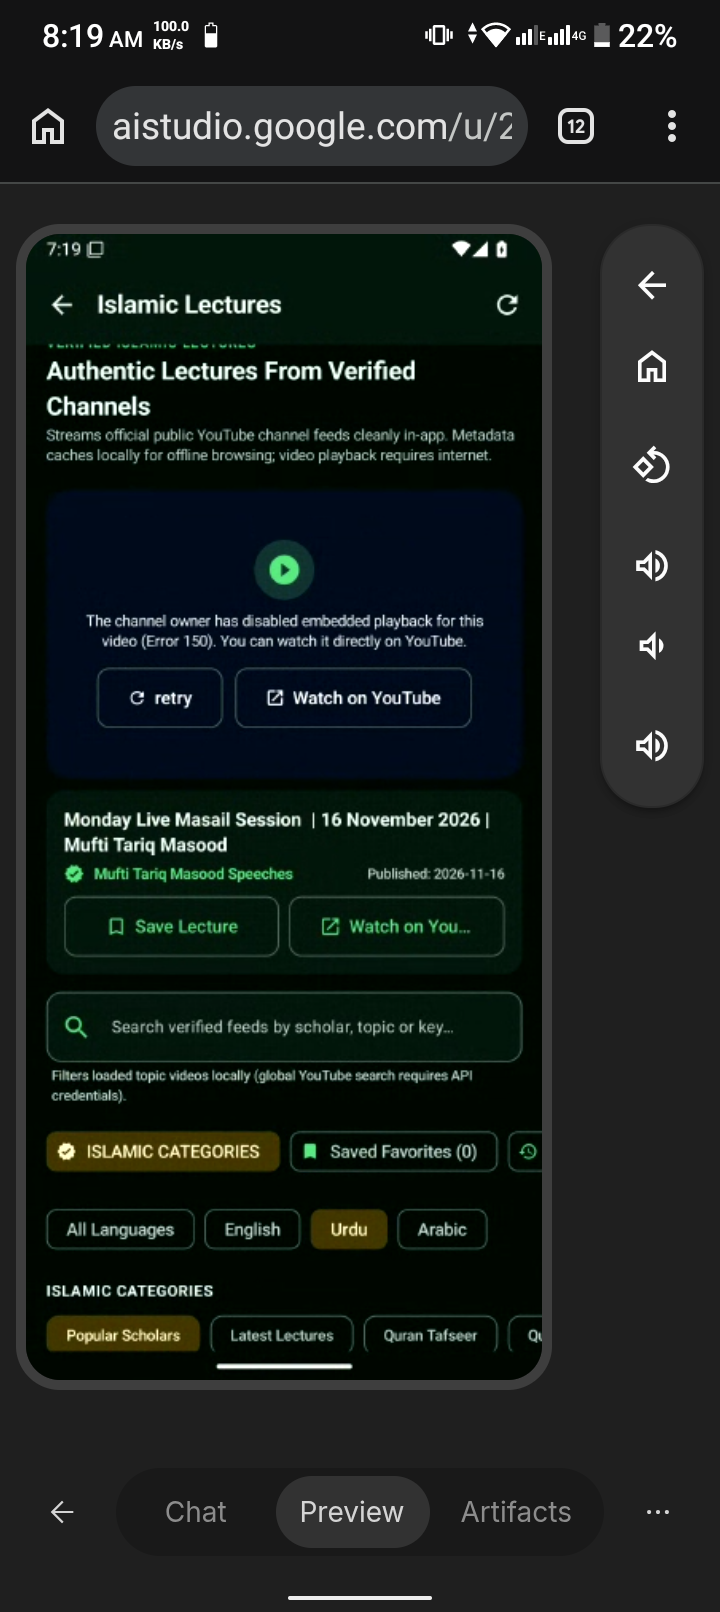 8:19 AM 100.0 KB/s E 4G 22%
aistudio.google.com/u/2
12
7:19
Islamic Lectures
VERIFIED ISLAMIC LECTURES
Authentic Lectures From Verified
Channels
Streams official public YouTube channel feeds cleanly in-app. Metadata
caches locally for offline browsing; video playback requires internet.
The channel owner has disabled embedded playback for this
video (Error 150). You can watch it directly on YouTube.
retry Watch on YouTube
Monday Live Masail Session | 16 November 2026 |
Mufti Tariq Masood
Mufti Tariq Masood Speeches Published: 2026-11-16
Save Lecture Watch on You...
Search verified feeds by scholar, topic or key...
Filters loaded topic videos locally (global YouTube search requires API
credentials).
ISLAMIC CATEGORIES Saved Favorites (0)
All Languages English Urdu Arabic
ISLAMIC CATEGORIES
Popular Scholars Latest Lectures Quran Tafseer Qu
Chat Preview Artifacts